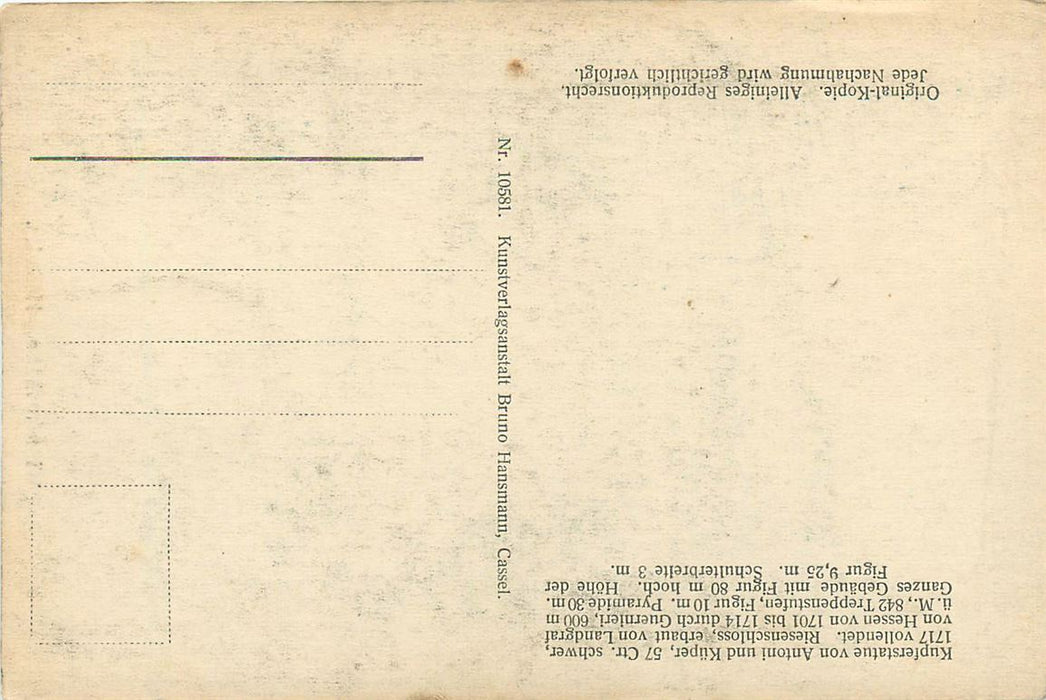 Kupferstatue von Antoni und Küper, 57 Ctr. schwer,
1717 vollendet. Riesenschloss, erbaut von Landgraf
von Hessen von 1701 bis 1714 durch Guernieri, 600 m
ü. M., 842 Treppenstufen, Figur 10 m. Pyramide 30 m.
Ganzes Gebäude mit Figur 80 m hoch. Höhe der
Figur 9,25 m. Schulterbreite 3 m.
Nr. 10581. Kunstverlagsanstalt Bruno Hansmann, Cassel.
Original-Kopie. Alleiniges Reproduktionsrecht,
Jede Nachahmung wird gerichtlich verfolgt.